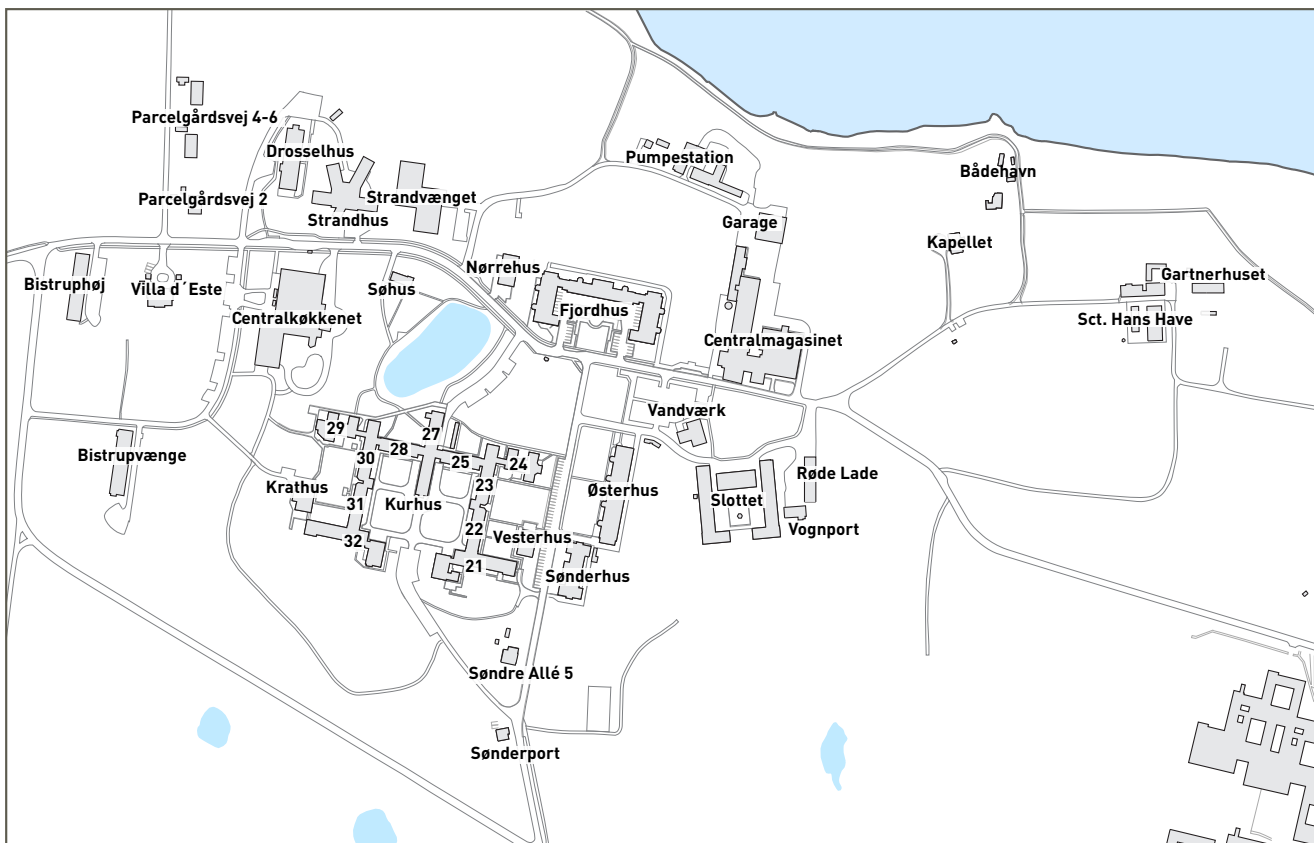 Parcelgårdsvej 4-6
Drosselhus
Pumpestation
Bådehavn
Parcelgårdsvej 2
Strandvænget
Strandhus
Garage
Kapellet
Nørrehus
Gartnerhuset
Bistruphøj
Villa d´Este
Søhus
Fjordhus
Centralkøkkenet
Sct. Hans Have
Centralmagasinet
Vandværk
29
27
28
30
25
24
Bistrupvænge
Krathus
23
Østerhus
Røde Lade
31
Kurhus
Slottet
22
Vognport
32
Vesterhus
21
Sønderhus
Søndre Allé 5
Sønderport